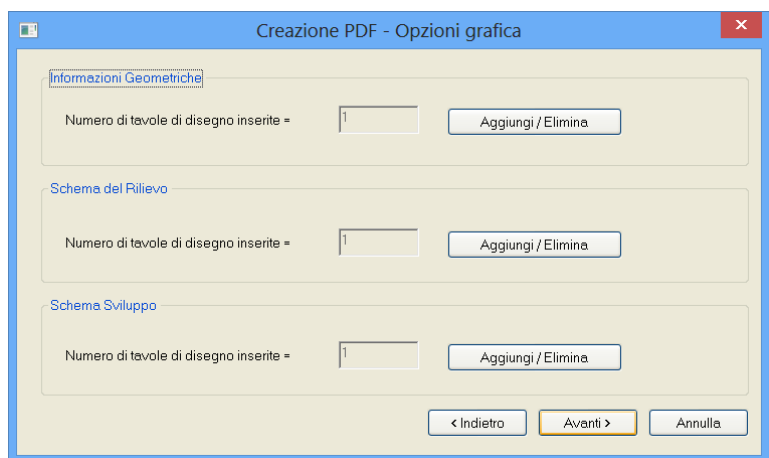 Creazione PDF - Opzioni grafica
Informazioni Geometriche
Numero di tavole di disegno inserite = 1 Aggiungi / Elimina
Schema del Rilievo
Numero di tavole di disegno inserite = 1 Aggiungi / Elimina
Schema Sviluppo
Numero di tavole di disegno inserite = 1 Aggiungi / Elimina
< Indietro Avanti > Annulla